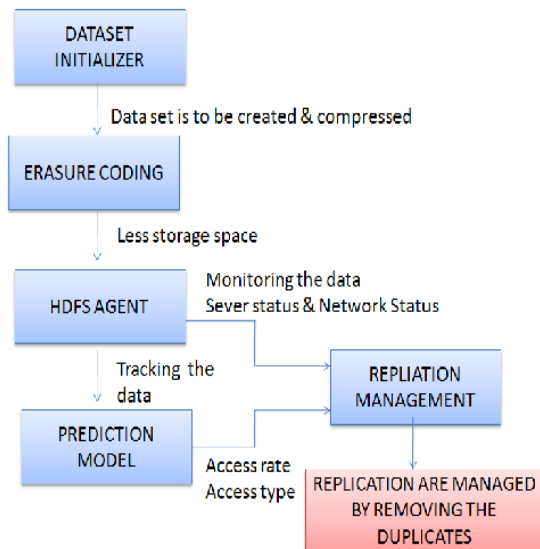 DATASET
INITIALIZER
Data set is to be created & compressed
ERASURE CODING
Less storage space
HDFS AGENT
Monitoring the data
Sever status & Network Status
Tracking the
data
PREDICTION
MODEL
Access rate
Access type
REPLIATION
MANAGEMENT
REPLICATION ARE MANAGED
BY REMOVING THE
DUPLICATES